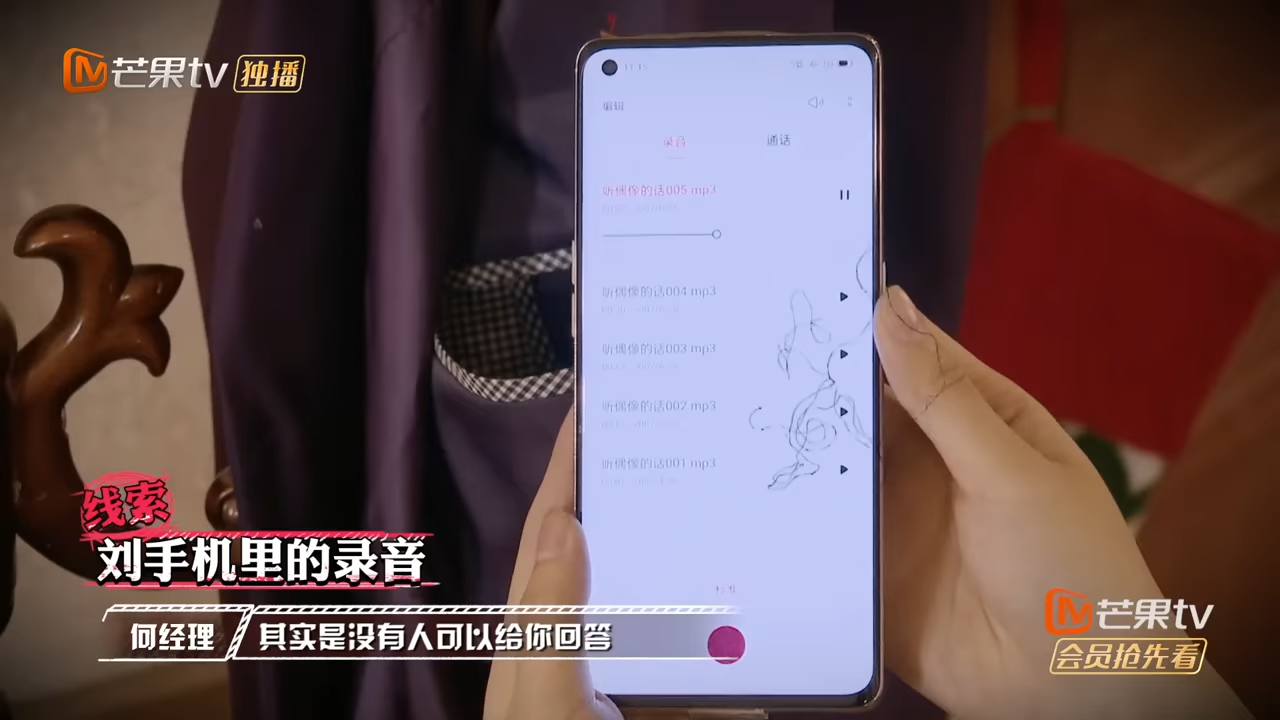 芒果tv 独播
编辑
录音 通话
听偶像的话005 mp3
听偶像的话004 mp3
听偶像的话003 mp3
听偶像的话002 mp3
听偶像的话001 mp3
线索
刘手机里的录音
何经理 其实是没有人可以给你回答
芒果tv
会员抢先看